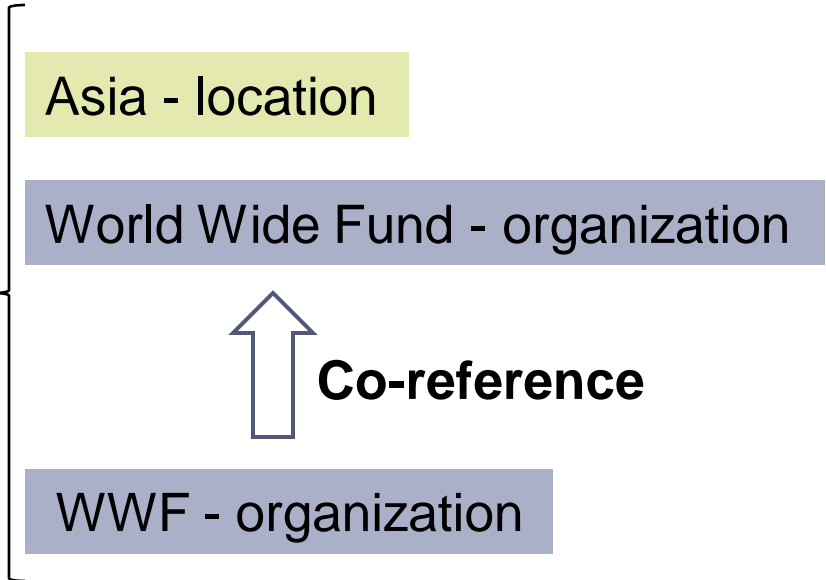 Asia - location
World Wide Fund - organization
Co-reference
WWF - organization